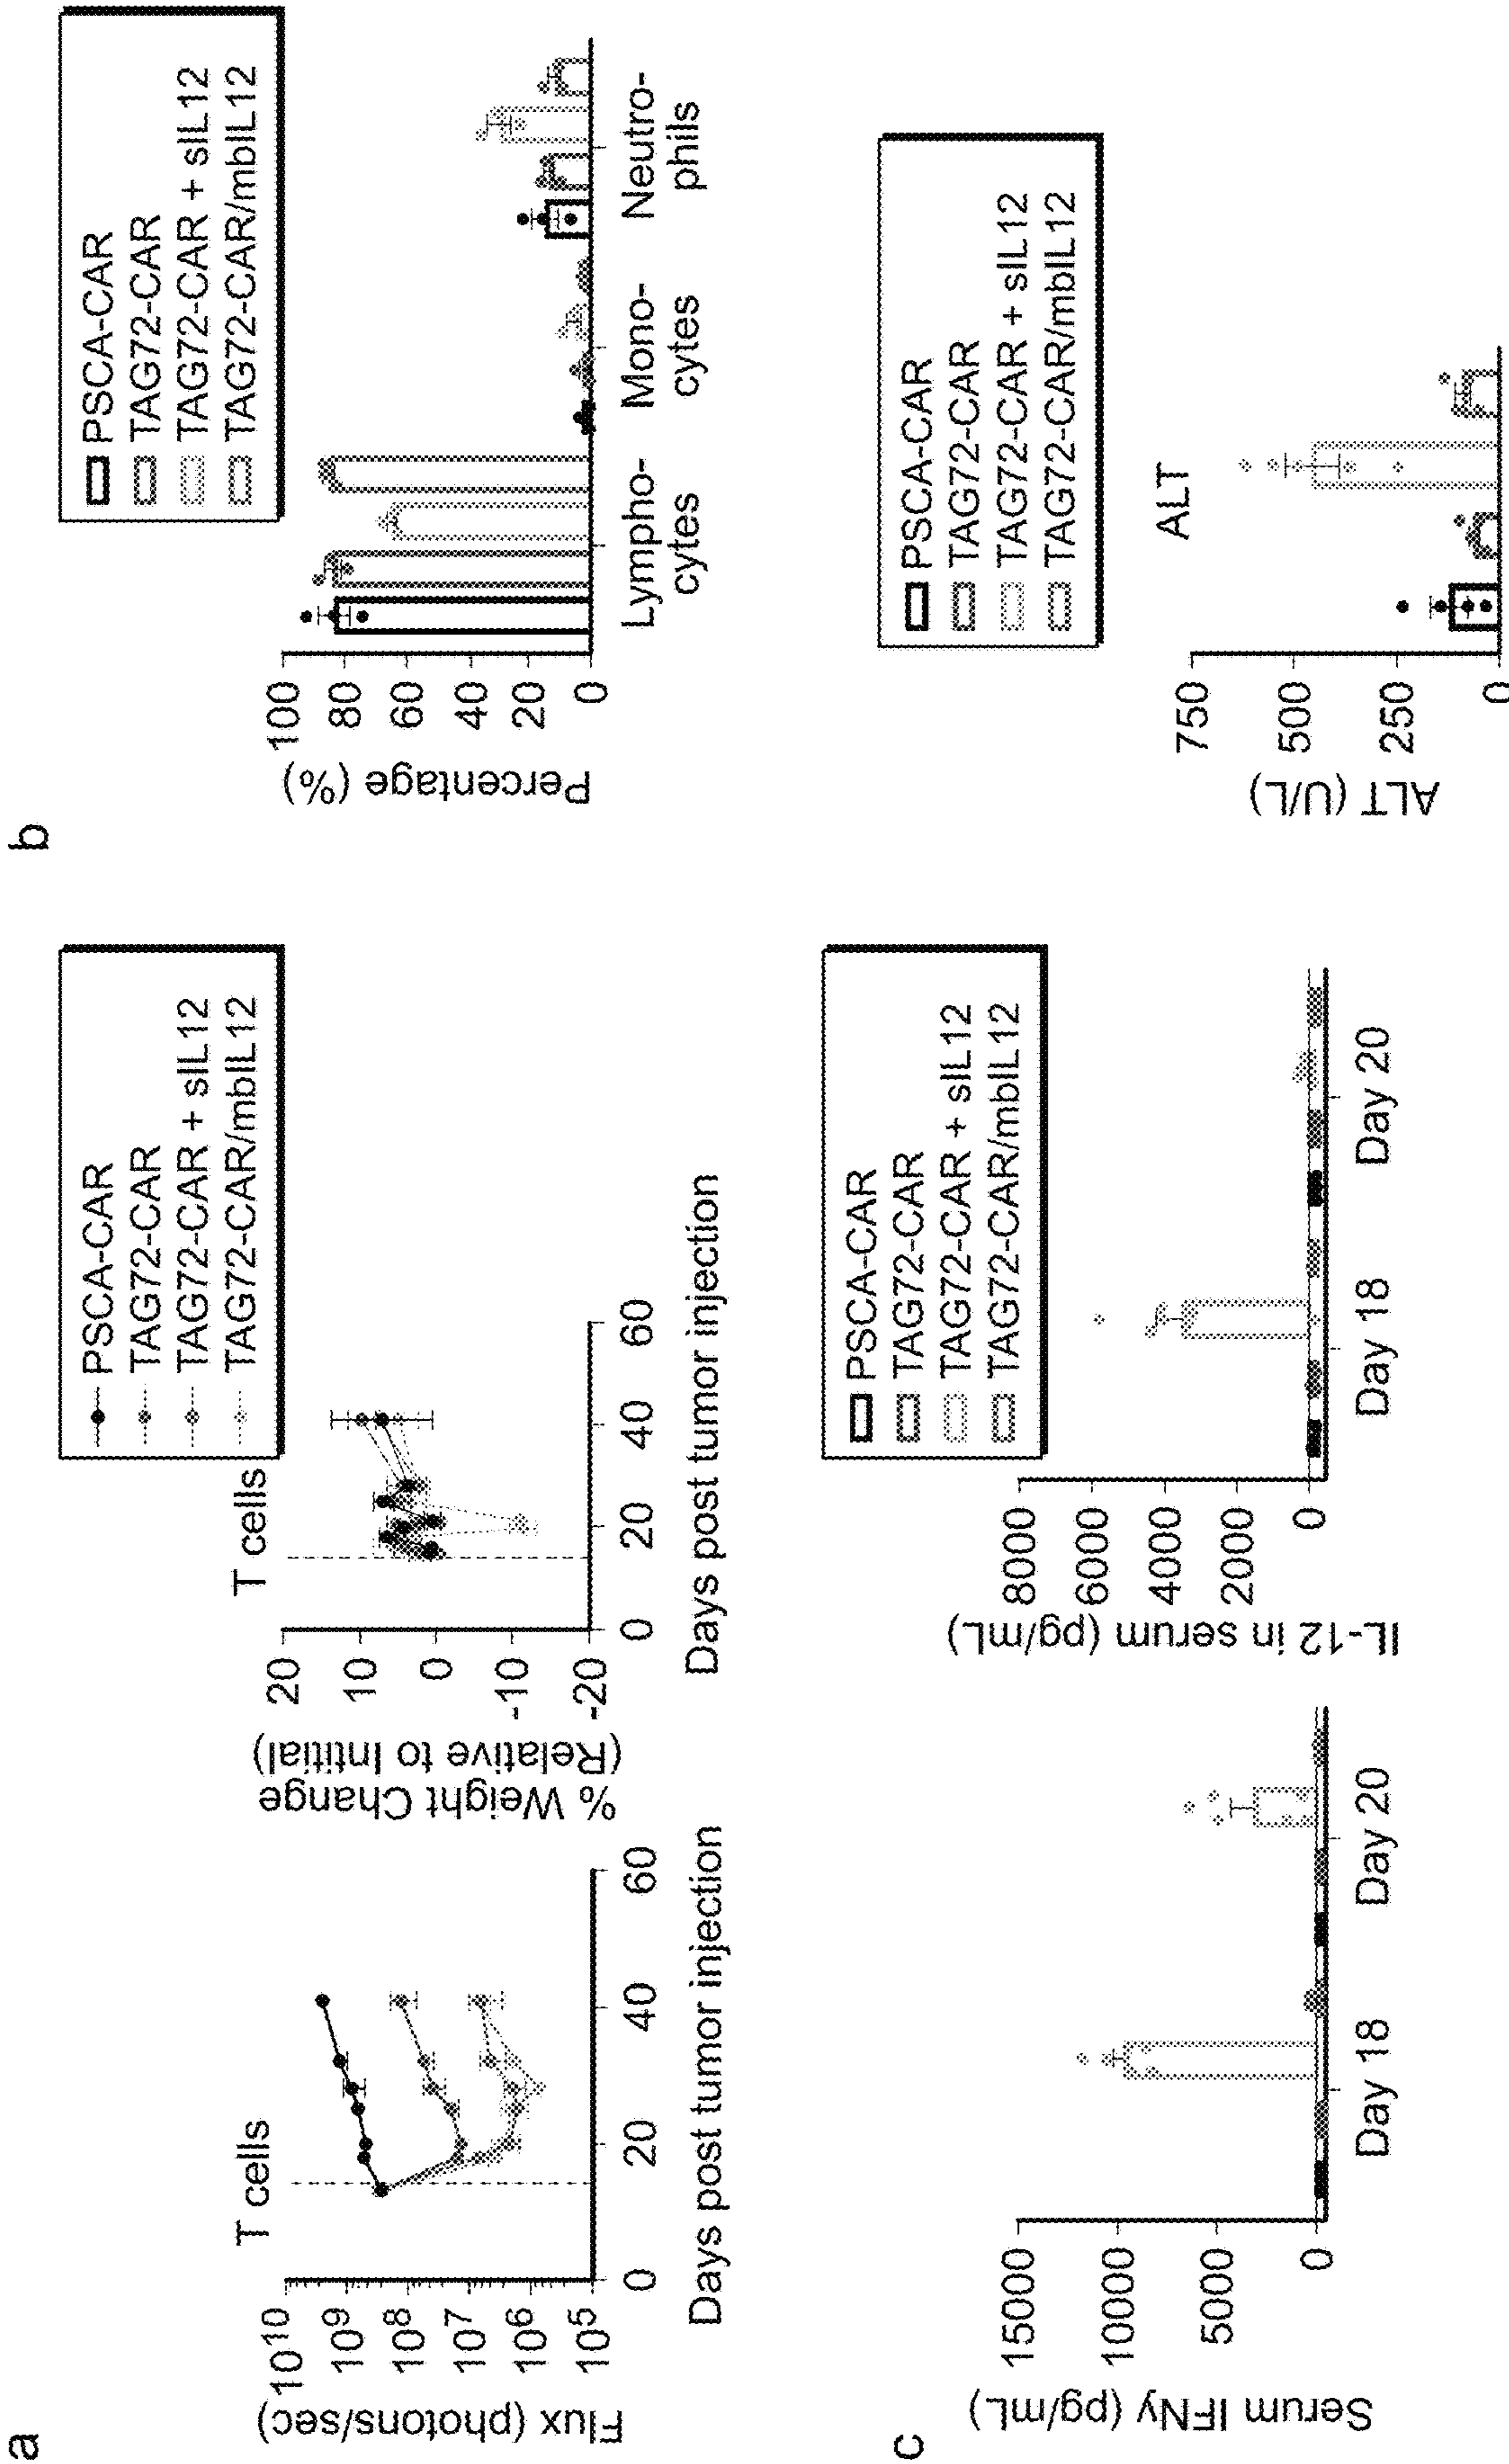 a
T cells
Flux (photons/sec)
10^10
10^9
10^8
10^7
10^6
10^5
0
20
40
60
Days post tumor injection
T cells
% Weight Change
(Relative to Intitial)
20
10
0
-10
-20
0
20
40
60
Days post tumor injection
PSCA-CAR
TAG72-CAR
TAG72-CAR + sIL12
TAG72-CAR/mbIL12
b
PSCA-CAR
TAG72-CAR
TAG72-CAR + sIL12
TAG72-CAR/mbIL12
Percentage (%)
100
80
60
40
20
0
Lympho-
cytes
Mono-
cytes
Neutro-
phils
c
Serum IFNy (pg/mL)
15000
10000
5000
0
Day 18
Day 20
PSCA-CAR
TAG72-CAR
TAG72-CAR + sIL12
TAG72-CAR/mbIL12
IL-12 in serum (pg/mL)
8000
6000
4000
2000
0
Day 18
Day 20
PSCA-CAR
TAG72-CAR
TAG72-CAR + sIL12
TAG72-CAR/mbIL12
ALT
ALT (U/L)
750
500
250
0